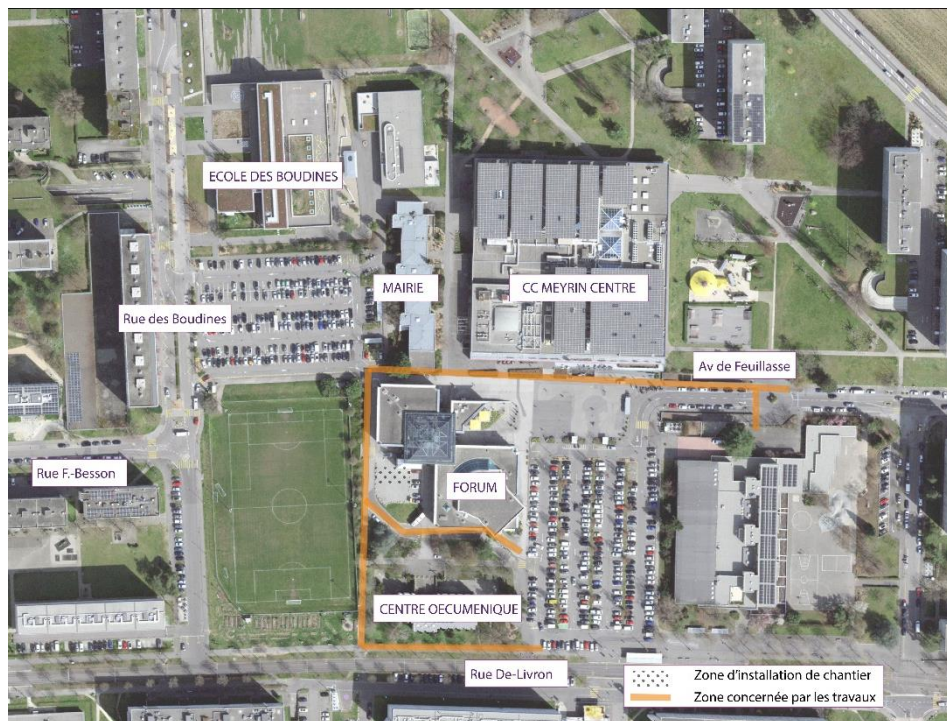 ECOLE DES BOUDINES
MAIRIE
CC MEYRIN CENTRE
Rue des Boudines
Av de Feuillasse
Rue F.-Besson
FORUM
CENTRE OECUMENIQUE
Rue De-Livron
Zone d'installation de chantier
Zone concernée par les travaux